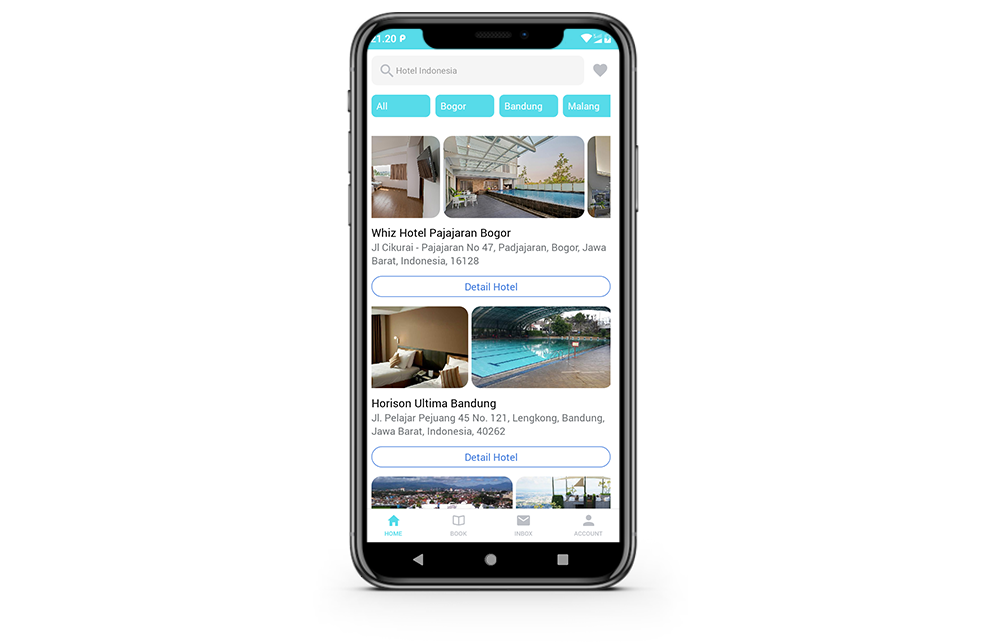 21.20 P
Hotel Indonesia
All
Bogor
Bandung
Malang
Whiz Hotel Pajajaran Bogor
Jl Cikurai - Pajajaran No 47, Padjajaran, Bogor, Jawa
Barat, Indonesia, 16128
Detail Hotel
Horison Ultima Bandung
Jl. Pelajar Pejuang 45 No. 121, Lengkong, Bandung,
Jawa Barat, Indonesia, 40262
Detail Hotel
HOME
BOOK
INBOX
ACCOUNT